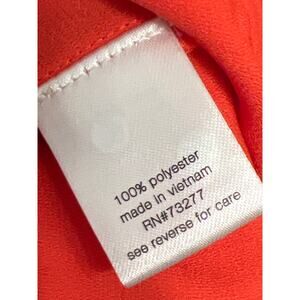 100% polyester
made in vietnam
RN#73277
see reverse for care